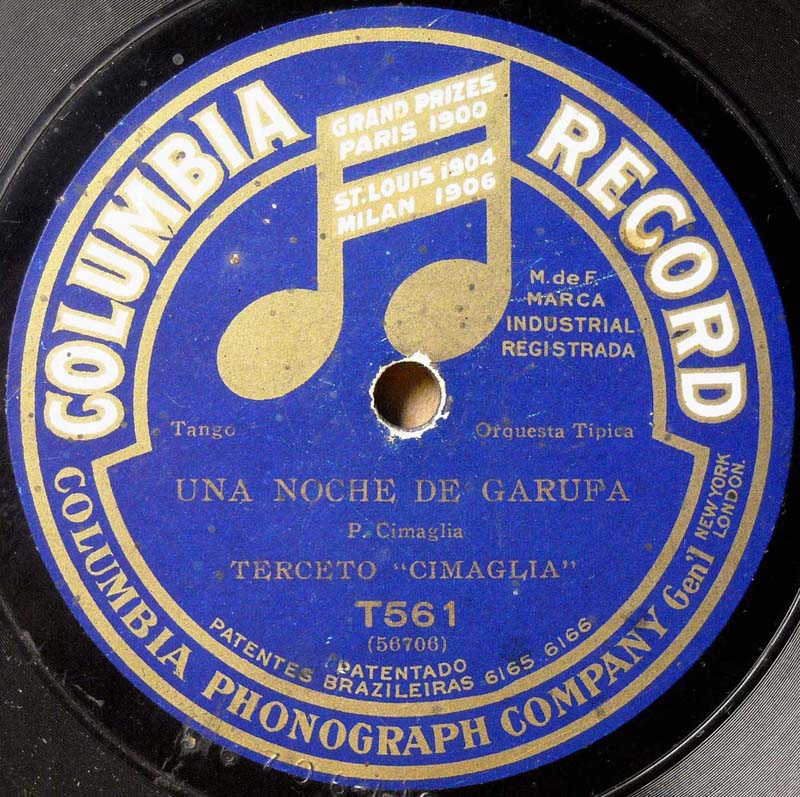 COLUMBIA RECORD
GRAND PRIZES
PARIS 1900
ST. LOUIS 1904
MILAN 1906
M. de F.
MARCA
INDUSTRIAL
REGISTRADA
Tango
Orquesta Típica
UNA NOCHE DE GARUFA
P. Cimaglia
TERCETO "CIMAGLIA"
T561
(56706)
PATENTADO
PATENTES BRAZILEIRAS 6165 6166
COLUMBIA PHONOGRAPH COMPANY Gen'l
NEW YORK
LONDON.